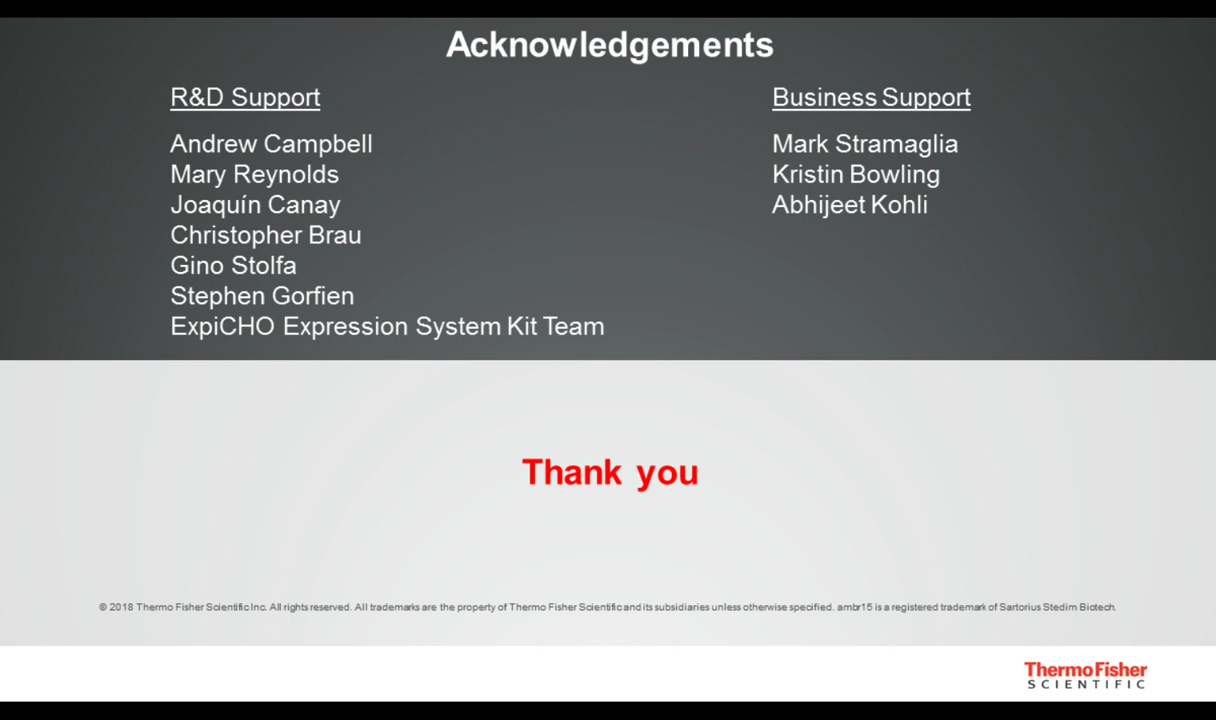 Acknowledgements
R&D Support
Andrew Campbell
Mary Reynolds
Joaquín Canay
Christopher Brau
Gino Stolfa
Stephen Gorfien
ExpiCHO Expression System Kit Team
Business Support
Mark Stramaglia
Kristin Bowling
Abhijeet Kohli
Thank you
© 2018 Thermo Fisher Scientific Inc. All rights reserved. All trademarks are the property of Thermo Fisher Scientific and its subsidiaries unless otherwise specified. ambr15 is a registered trademark of Sartorius Stedim Biotech.
ThermoFisher
SCIENTIFIC